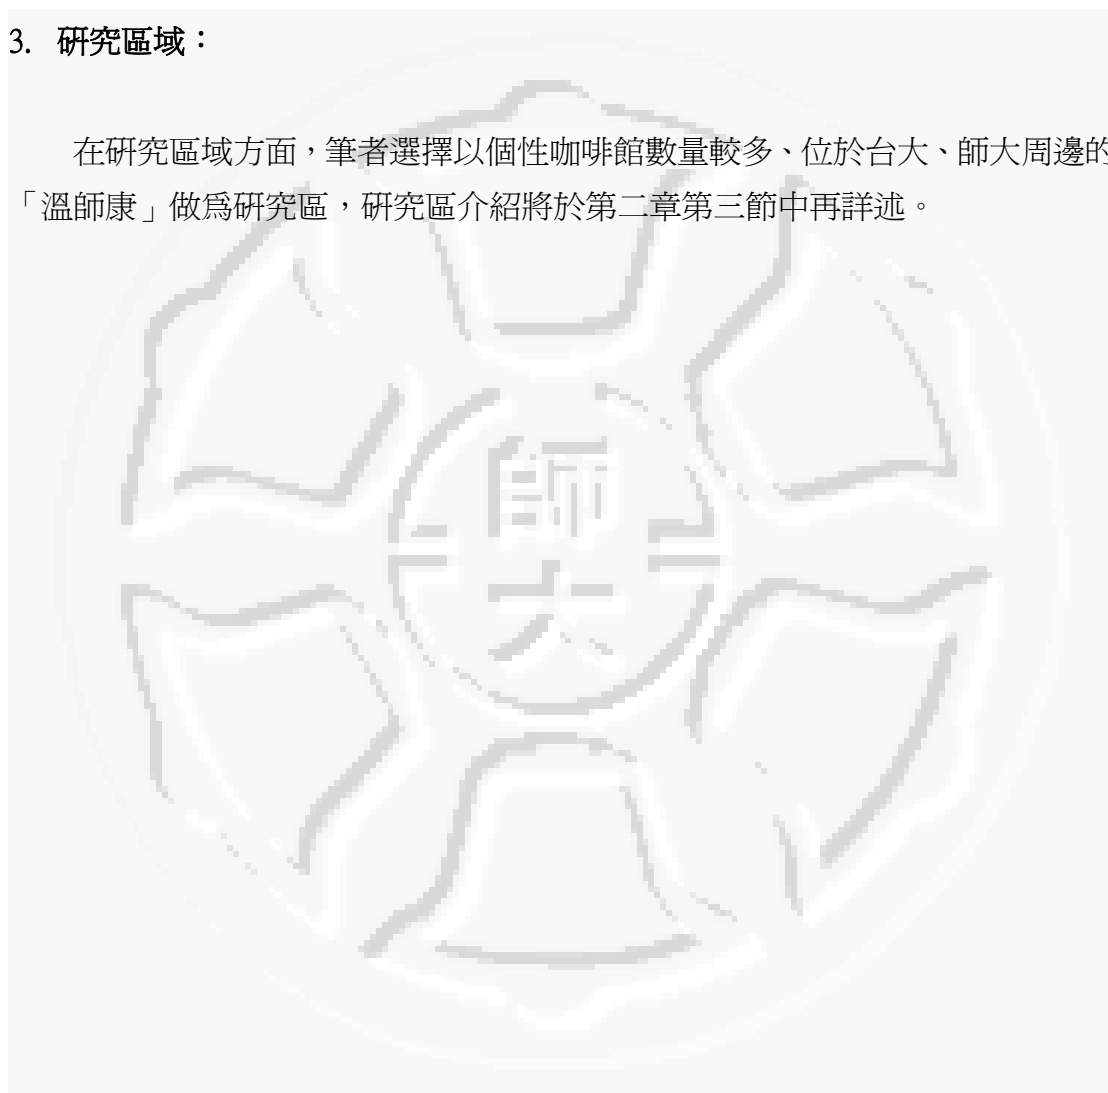 3. 研究區域：
在研究區域方面，筆者選擇以個性咖啡館數量較多、位於台大、師大周邊的
「溫師康」做為研究區，研究區介紹將於第二章第三節中再詳述。
師
大